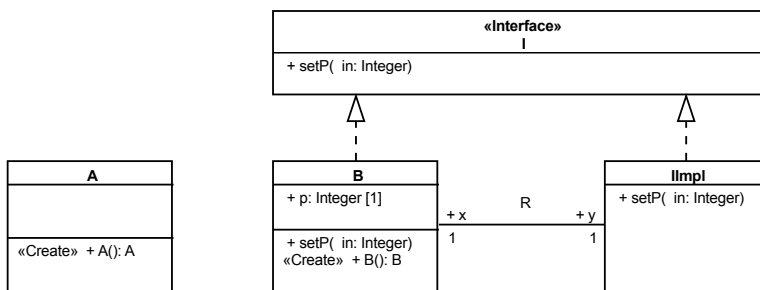 «Interface»
I
+ setP( in: Integer)
A
«Create» + A(): A
B
+ p: Integer [1]
+ setP( in: Integer)
«Create» + B(): B
+ x
R
+ y
1
1
IImpl
+ setP( in: Integer)